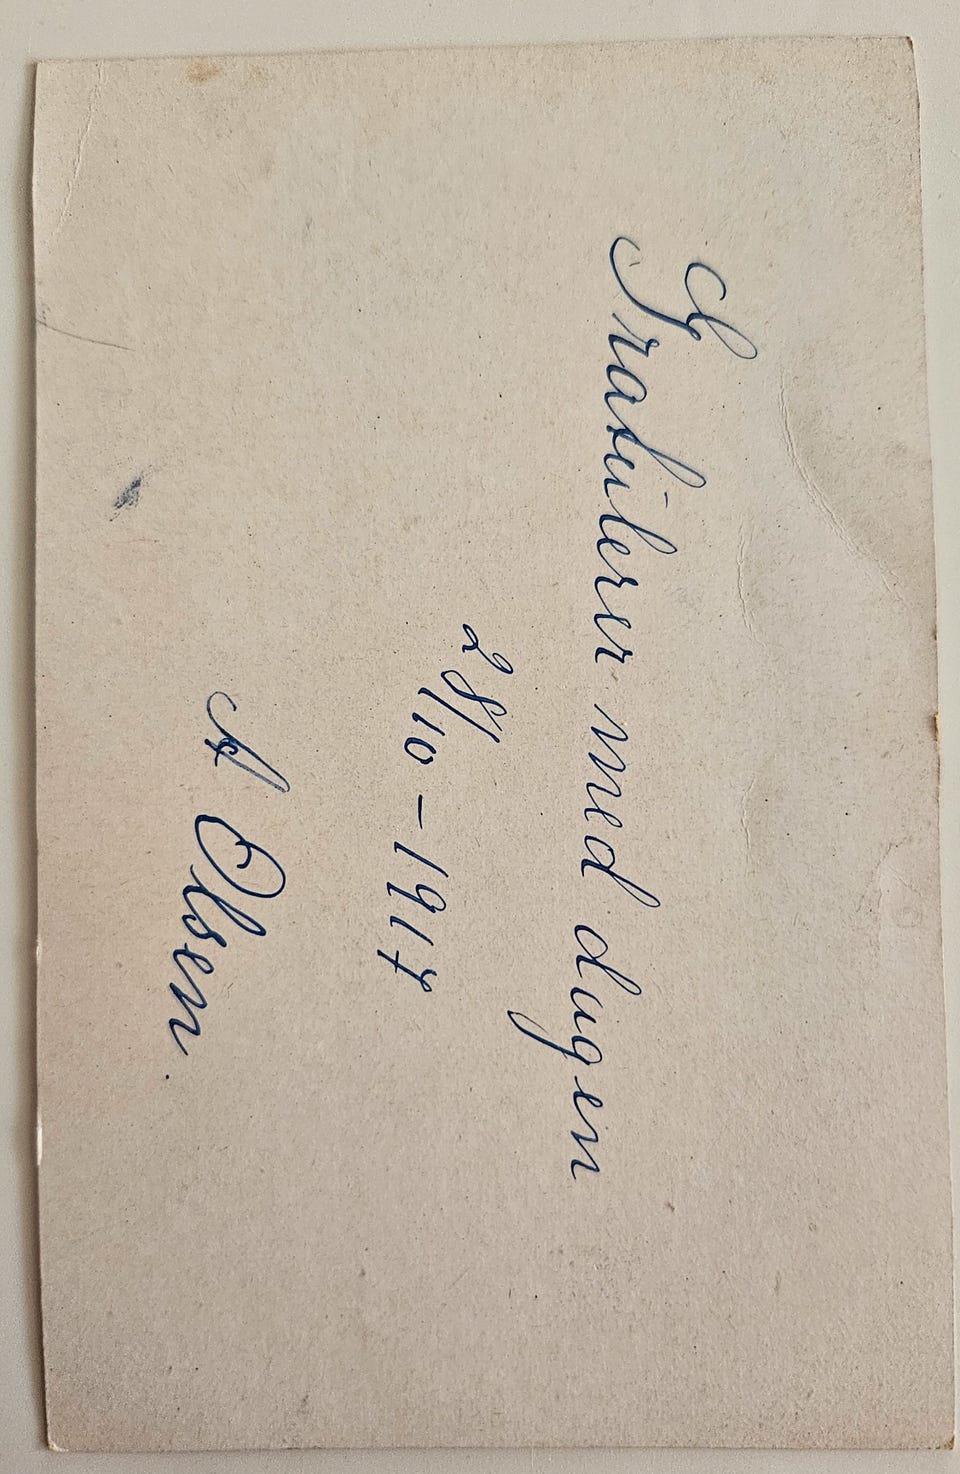 Gratulerer med dagen
28/10-1917
A Olsen.